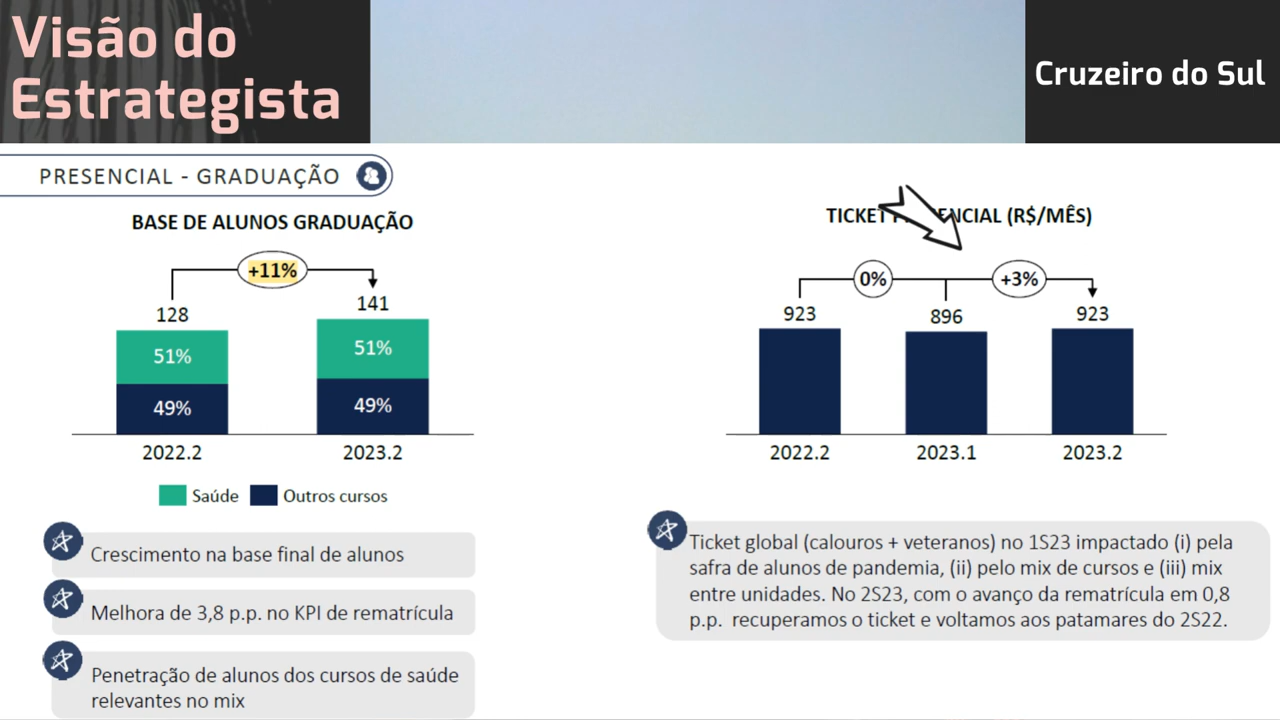 Visão do
Estrategista
Cruzeiro do Sul
PRESENCIAL - GRADUAÇÃO
BASE DE ALUNOS GRADUAÇÃO
+11%
128
141
51%
51%
49%
49%
2022.2
2023.2
Saúde
Outros cursos
Crescimento na base final de alunos
Melhora de 3,8 p.p. no KPI de rematrícula
Penetração de alunos dos cursos de saúde
relevantes no mix
TICKET (R$/MÊS)
0%
+3%
923
896
923
2022.2
2023.1
2023.2
Ticket global (calouros + veteranos) no 1S23 impactado (i) pela
safra de alunos de pandemia, (ii) pelo mix de cursos e (iii) mix
entre unidades. No 2S23, com o avanço da rematrícula em 0,8
p.p. recuperamos o ticket e voltamos aos patamares do 2S22.